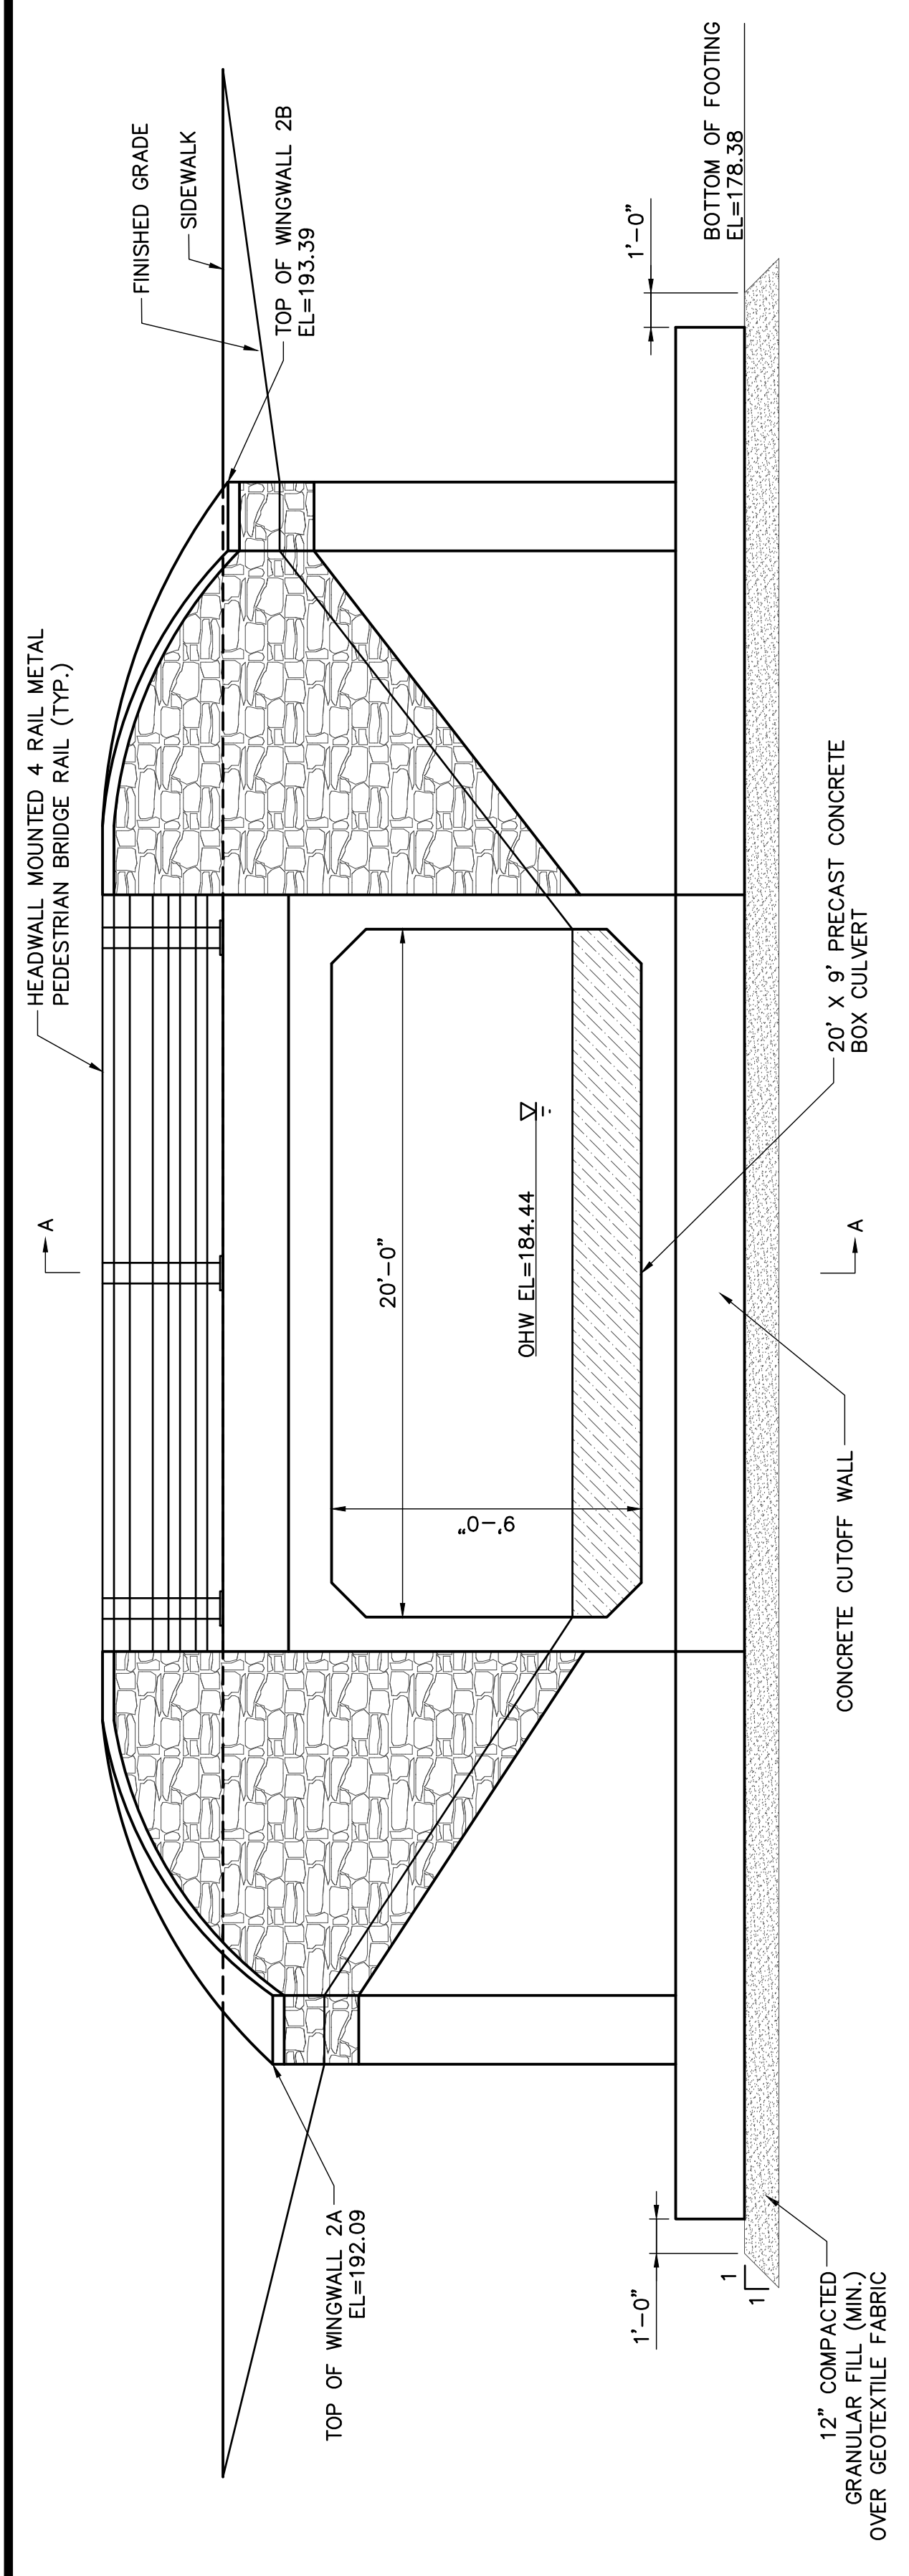 HEADWALL MOUNTED 4 RAIL METAL
PEDESTRIAN BRIDGE RAIL (TYP.)
FINISHED GRADE
SIDEWALK
TOP OF WINGWALL 2B
EL=193.39
A
TOP OF WINGWALL 2A
EL=192.09
20'-0"
9'-0"
OHW EL=184.44
1'-0"
1'-0"
BOTTOM OF FOOTING
EL=178.38
1
1
12" COMPACTED
GRANULAR FILL (MIN.)
OVER GEOTEXTILE FABRIC
CONCRETE CUTOFF WALL
A
20' X 9' PRECAST CONCRETE
BOX CULVERT